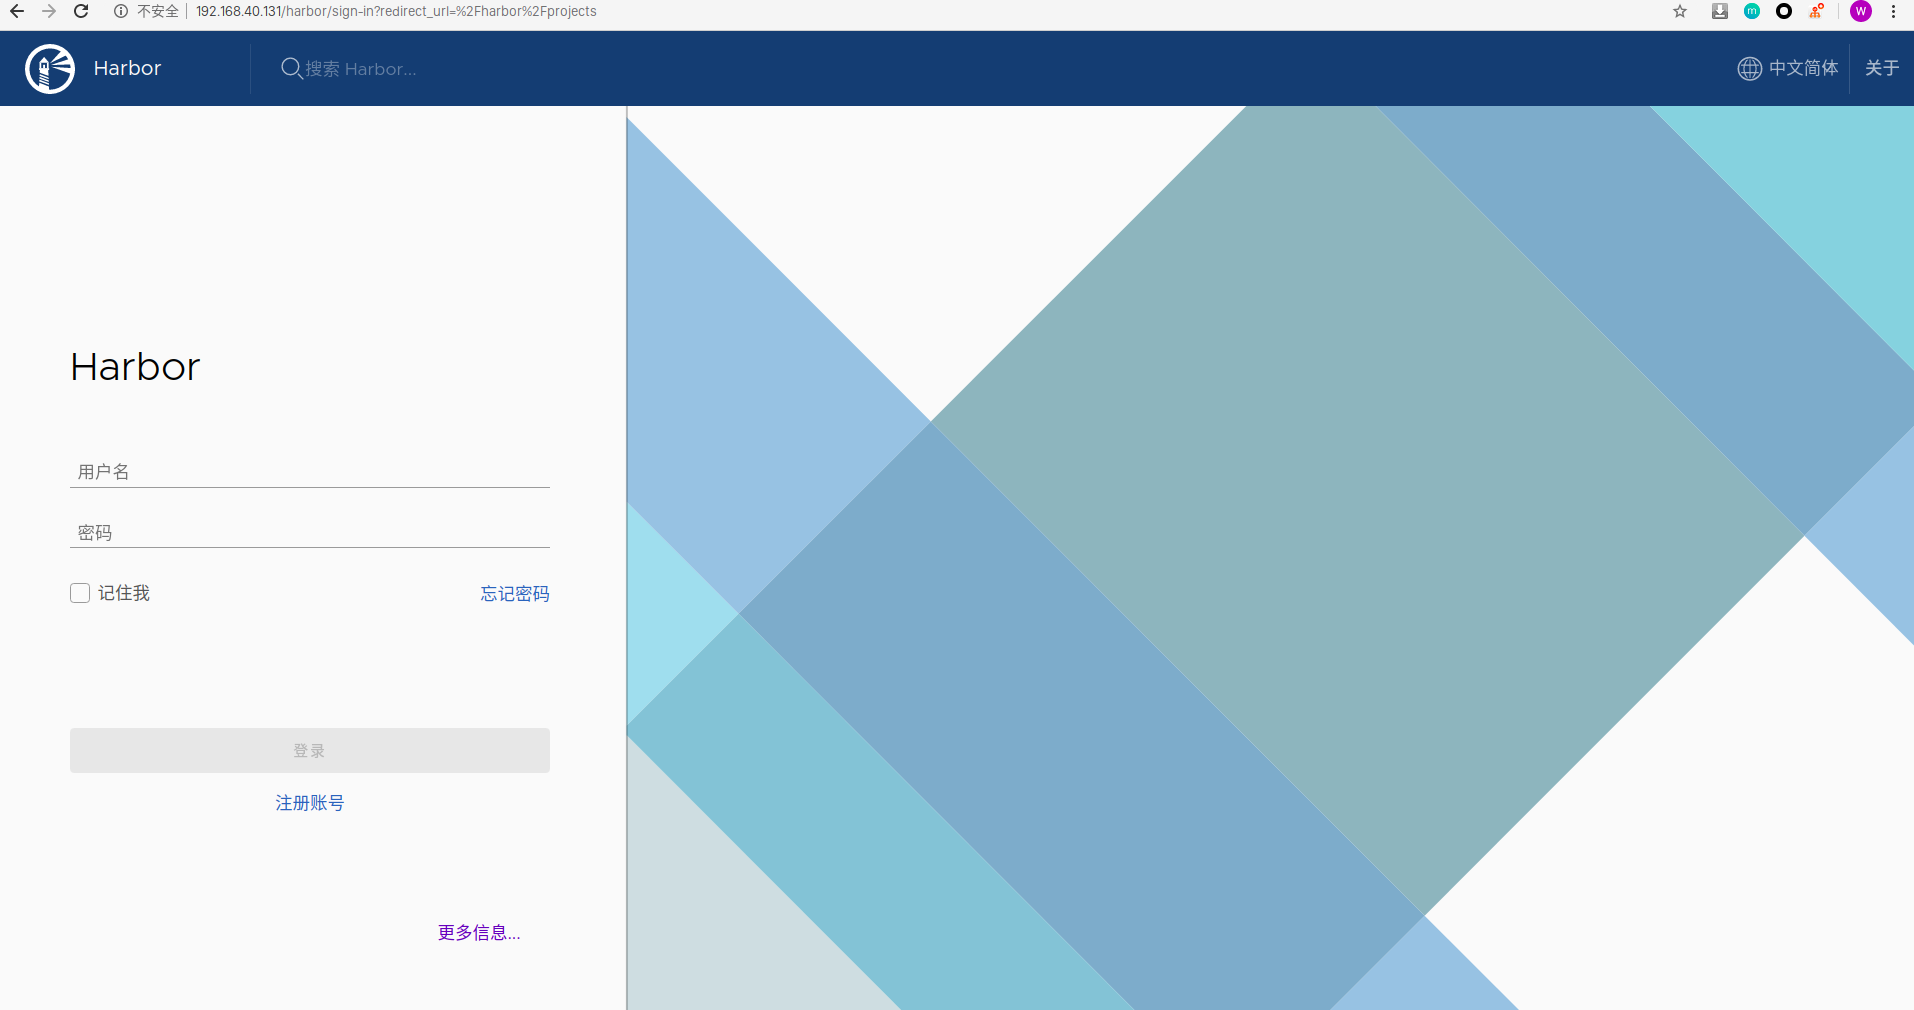 不安全 192.168.40.131/harbor/sign-in?redirect_url=%2Fharbor%2Fprojects
m W
Harbor 搜索 Harbor... 中文简体 关于
Harbor
用户名
密码
记住我 忘记密码
登录
注册账号
更多信息...